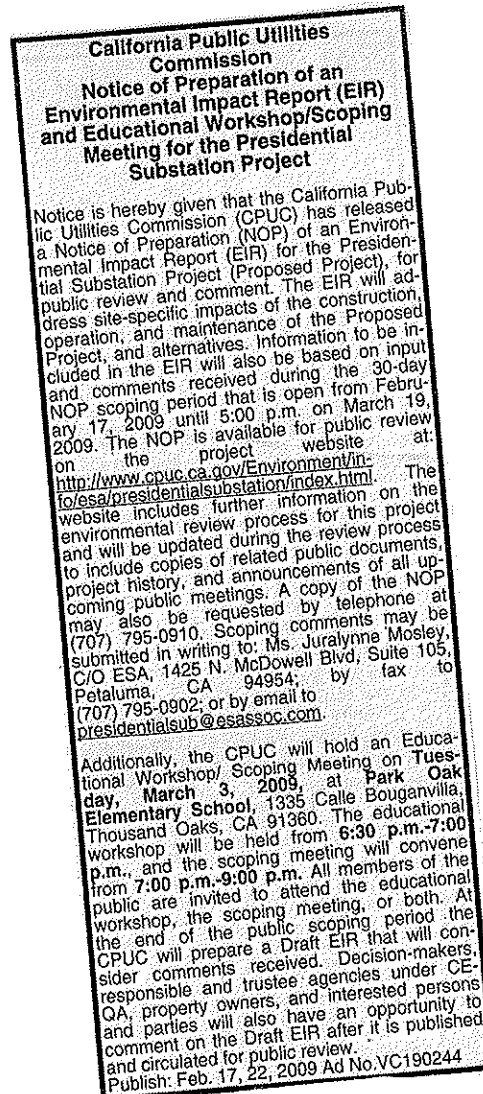 California Public Utilities
Commission
Notice of Preparation of an
Environmental Impact Report (EIR)
and Educational Workshop/Scoping
Meeting for the Presidential
Substation Project
Notice is hereby given that the California Pub-
lic Utilities Commission (CPUC) has released
a Notice of Preparation (NOP) of an Environ-
mental Impact Report (EIR) for the Presiden-
tial Substation Project (Proposed Project), for
public review and comment. The EIR will ad-
dress site-specific impacts of the construction,
operation, and maintenance of the Proposed
Project, and alternatives. Information to be in-
cluded in the EIR will also be based on input
and comments received during the 30-day
NOP scoping period that is open from Febru-
ary 17, 2009 until 5:00 p.m. on March 19,
2009. The NOP is available for public review
on the project website at:
http://www.cpuc.ca.gov/Environment/in-
fo/esa/presidentialsubstation/index.html. The
website includes further information on the
environmental review process for this project
and will be updated during the review process
to include copies of related public documents,
project history, and announcements of all up-
coming public meetings. A copy of the NOP
may also be requested by telephone at
(707) 795-0910. Scoping comments may be
submitted in writing to: Ms. Juralynne Mosley,
C/O ESA, 1425 N. McDowell Blvd, Suite 105,
Petaluma, CA 94954; by fax to
(707) 795-0902; or by email to
presidentialsub@esassoc.com.
Additionally, the CPUC will hold an Educa-
tional Workshop/ Scoping Meeting on Tues-
day, March 3, 2009, at Park Oak
Elementary School, 1335 Calle Bouganvilla,
Thousand Oaks, CA 91360. The educational
workshop will be held from 6:30 p.m.-7:00
p.m., and the scoping meeting will convene
from 7:00 p.m.-9:00 p.m. All members of the
public are invited to attend the educational
workshop, the scoping meeting, or both. At
the end of the public scoping period the
CPUC will prepare a Draft EIR that will con-
sider comments received. Decision-makers,
responsible and trustee agencies under CE-
QA, property owners, and interested persons
and parties will also have an opportunity to
comment on the Draft EIR after it is published
and circulated for public review.
Publish: Feb. 17, 22, 2009 Ad No.VC190244